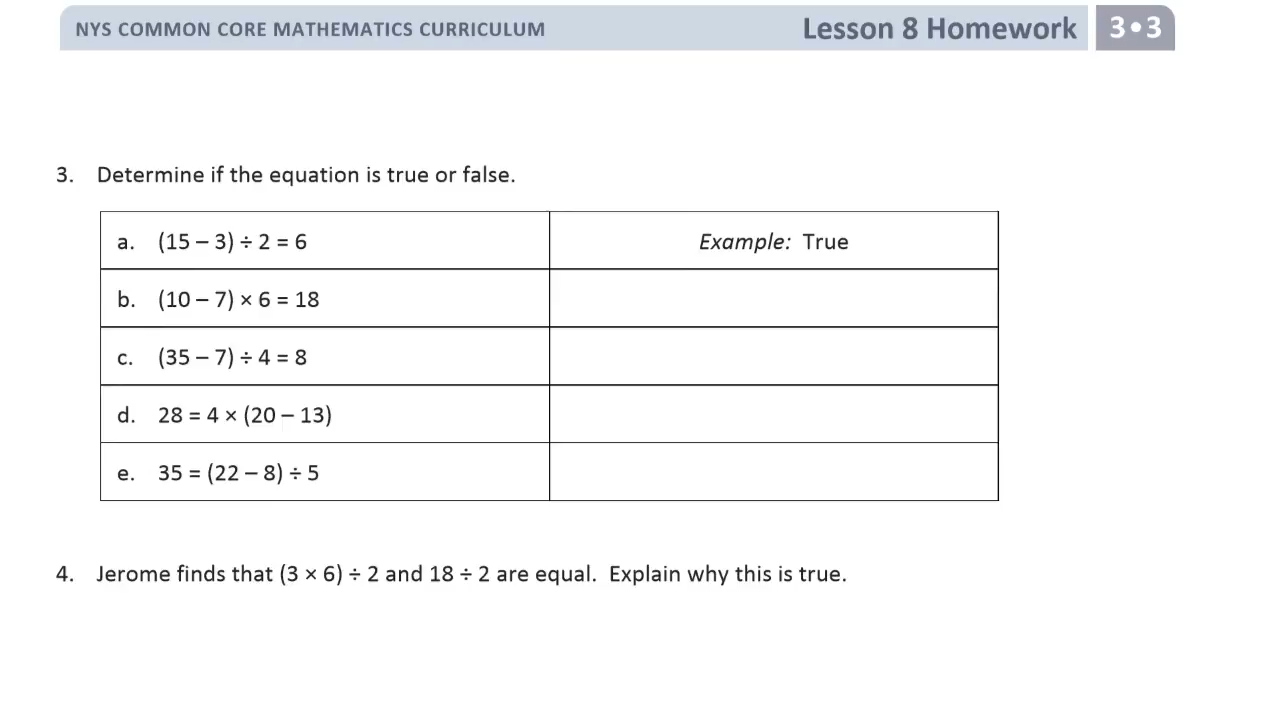 NYS COMMON CORE MATHEMATICS CURRICULUM Lesson 8 Homework 3•3
3. Determine if the equation is true or false.
a. (15 – 3) ÷ 2 = 6 Example: True
b. (10 – 7) × 6 = 18
c. (35 – 7) ÷ 4 = 8
d. 28 = 4 × (20 – 13)
e. 35 = (22 – 8) ÷ 5
4. Jerome finds that (3 × 6) ÷ 2 and 18 ÷ 2 are equal. Explain why this is true.